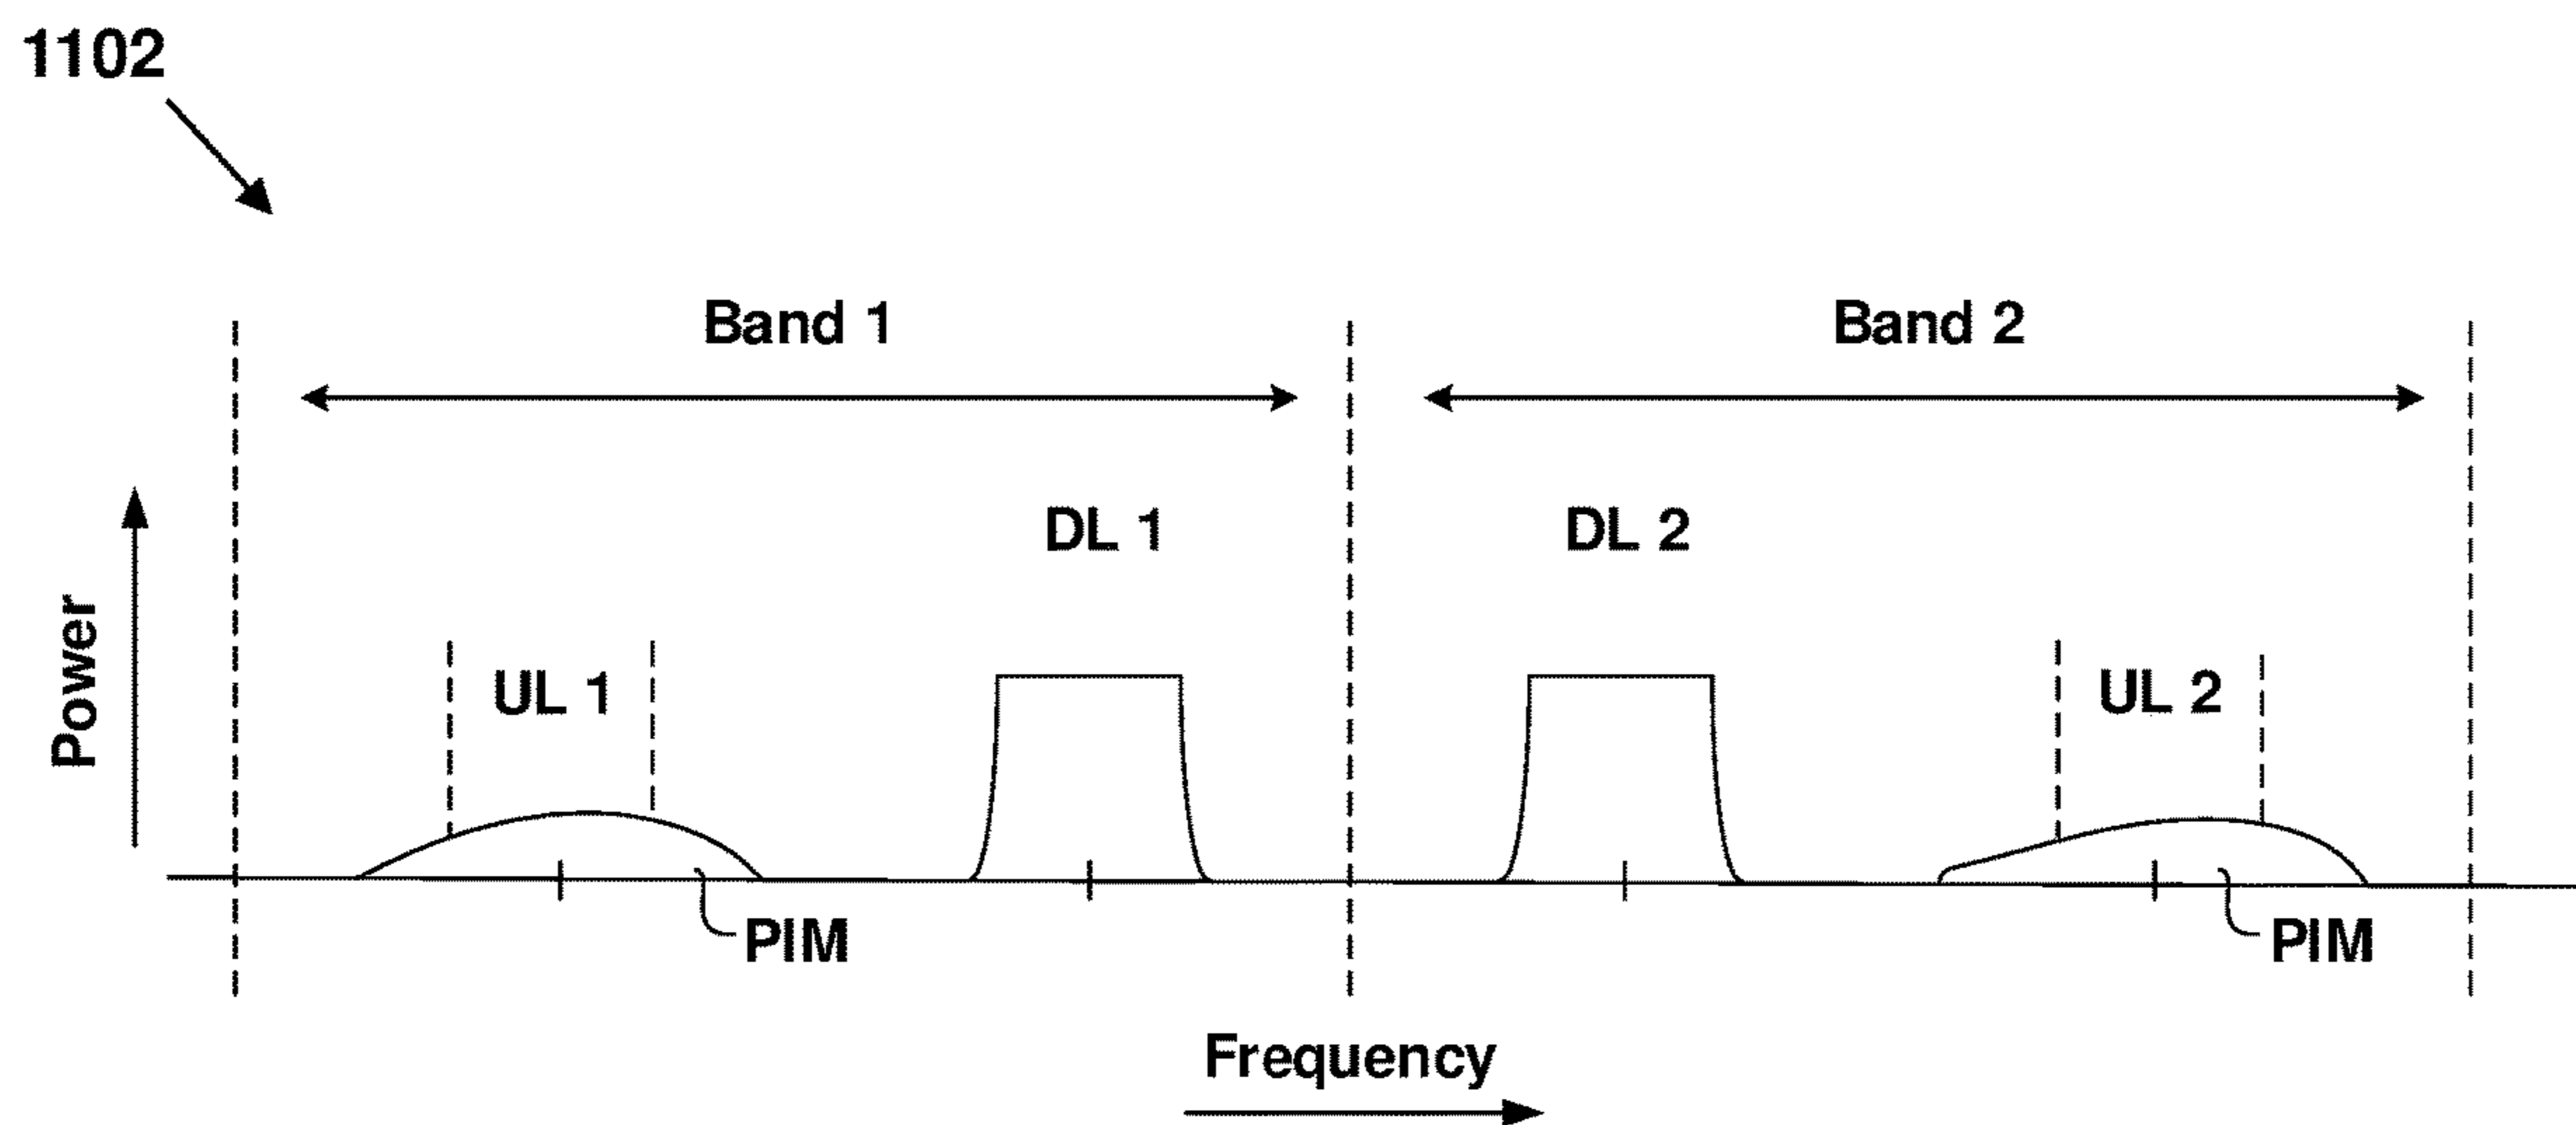 1102
Band 1
Band 2
DL 1
DL 2
Power
UL 1
UL 2
PIM
PIM
Frequency